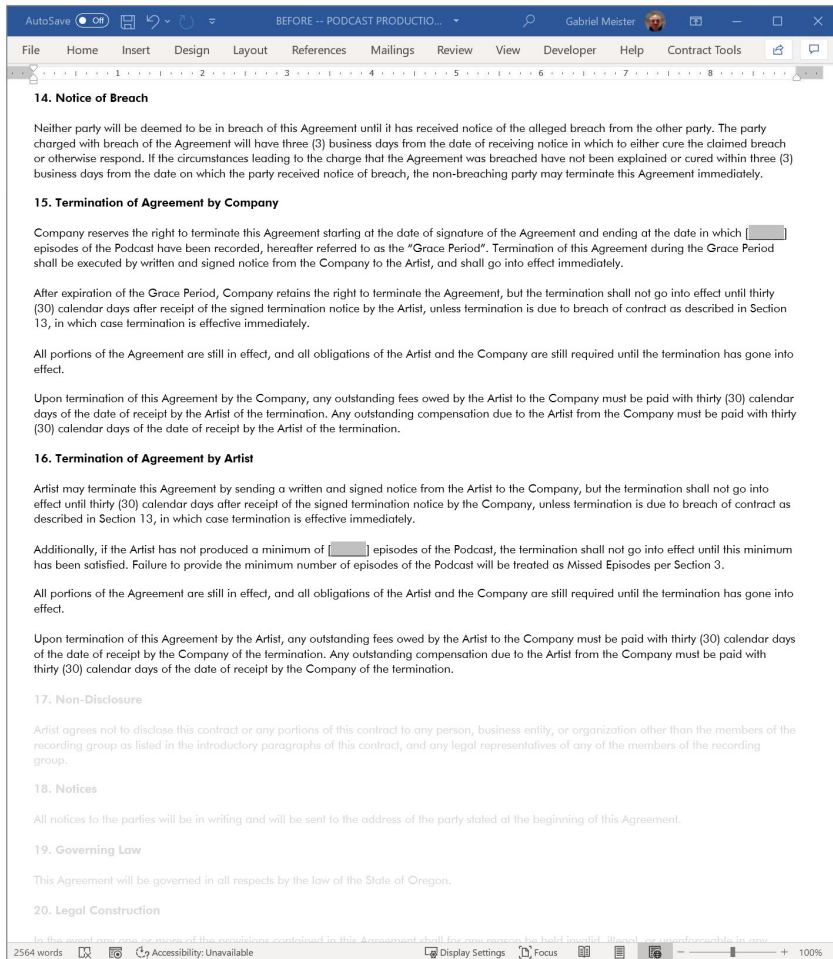 AutoSave Off BEFORE -- PODCAST PRODUCTIO... Gabriel Meister
File Home Insert Design Layout References Mailings Review View Developer Help Contract Tools
1 2 3 4 5 6 7 8
14. Notice of Breach
Neither party will be deemed to be in breach of this Agreement until it has received notice of the alleged breach from the other party. The party
charged with breach of the Agreement will have three (3) business days from the date of receiving notice in which to either cure the claimed breach
or otherwise respond. If the circumstances leading to the charge that the Agreement was breached have not been explained or cured within three (3)
business days from the date on which the party received notice of breach, the non-breaching party may terminate this Agreement immediately.
15. Termination of Agreement by Company
Company reserves the right to terminate this Agreement starting at the date of signature of the Agreement and ending at the date in which [ ]
episodes of the Podcast have been recorded, hereafter referred to as the “Grace Period”. Termination of this Agreement during the Grace Period
shall be executed by written and signed notice from the Company to the Artist, and shall go into effect immediately.
After expiration of the Grace Period, Company retains the right to terminate the Agreement, but the termination shall not go into effect until thirty
(30) calendar days after receipt of the signed termination notice by the Artist, unless termination is due to breach of contract as described in Section
13, in which case termination is effective immediately.
All portions of the Agreement are still in effect, and all obligations of the Artist and the Company are still required until the termination has gone into
effect.
Upon termination of this Agreement by the Company, any outstanding fees owed by the Artist to the Company must be paid with thirty (30) calendar
days of the date of receipt by the Artist of the termination. Any outstanding compensation due to the Artist from the Company must be paid with thirty
(30) calendar days of the date of receipt by the Artist of the termination.
16. Termination of Agreement by Artist
Artist may terminate this Agreement by sending a written and signed notice from the Artist to the Company, but the termination shall not go into
effect until thirty (30) calendar days after receipt of the signed termination notice by the Company, unless termination is due to breach of contract as
described in Section 13, in which case termination is effective immediately.
Additionally, if the Artist has not produced a minimum of [ ] episodes of the Podcast, the termination shall not go into effect until this minimum
has been satisfied. Failure to provide the minimum number of episodes of the Podcast will be treated as Missed Episodes per Section 3.
All portions of the Agreement are still in effect, and all obligations of the Artist and the Company are still required until the termination has gone into
effect.
Upon termination of this Agreement by the Artist, any outstanding fees owed by the Artist to the Company must be paid with thirty (30) calendar days
of the date of receipt by the Company of the termination. Any outstanding compensation due to the Artist from the Company must be paid with
thirty (30) calendar days of the date of receipt by the Company of the termination.
17. Non-Disclosure
Artist agrees not to disclose this contract or any portions of this contract to any person, business entity, or organization other than the members of the
recording group as listed in the introductory paragraphs of this contract, and any legal representatives of any of the members of the recording
group.
18. Notices
All notices to the parties will be in writing and will be sent to the address of the party stated at the beginning of this Agreement.
19. Governing Law
This Agreement will be governed in all respects by the law of the State of Oregon.
20. Legal Construction
In the event any one or more of the provisions contained in this Agreement shall for any reason be held invalid, illegal, or unenforceable in any
2564 words Accessibility: Unavailable Display Settings Focus 100%